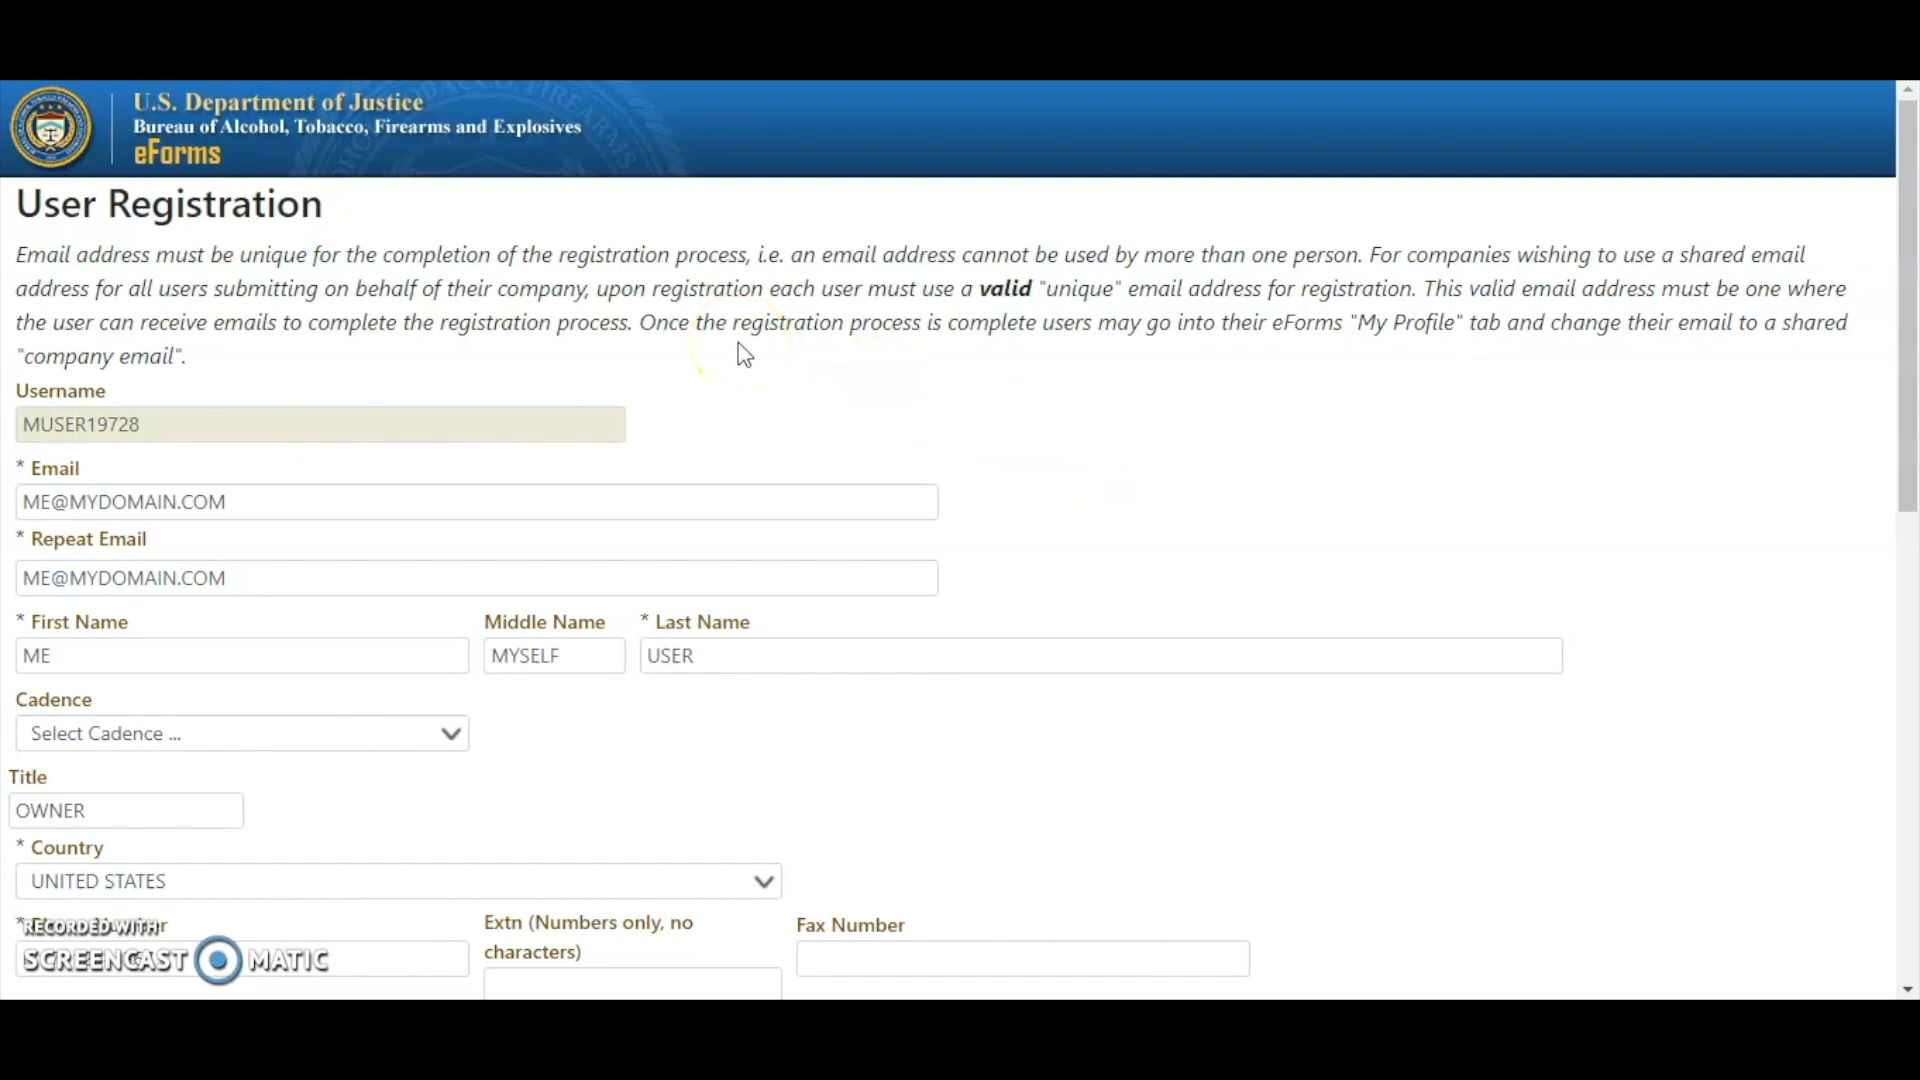 U.S. Department of Justice
Bureau of Alcohol, Tobacco, Firearms and Explosives
eForms
User Registration
Email address must be unique for the completion of the registration process, i.e. an email address cannot be used by more than one person. For companies wishing to use a shared email
address for all users submitting on behalf of their company, upon registration each user must use a valid "unique" email address for registration. This valid email address must be one where
the user can receive emails to complete the registration process. Once the registration process is complete users may go into their eForms "My Profile" tab and change their email to a shared
"company email".
Username
MUSER19728
* Email
ME@MYDOMAIN.COM
* Repeat Email
ME@MYDOMAIN.COM
* First Name Middle Name * Last Name
ME MYSELF USER
Cadence
Select Cadence ...
Title
OWNER
* Country
UNITED STATES
* Extn (Numbers only, no Fax Number
characters)
RECORDED WITH
SCREENCAST MATIC